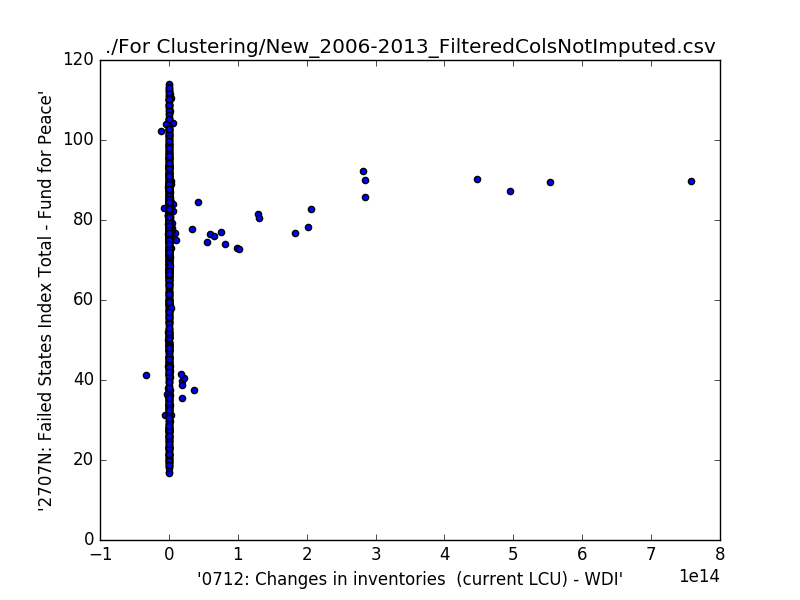 ./For Clustering/New_2006-2013_FilteredColsNotImputed.csv
120
100
80
60
40
20
0
'2707N: Failed States Index Total - Fund for Peace'
−1 0 1 2 3 4 5 6 7 8
1e14
'0712: Changes in inventories  (current LCU) - WDI'